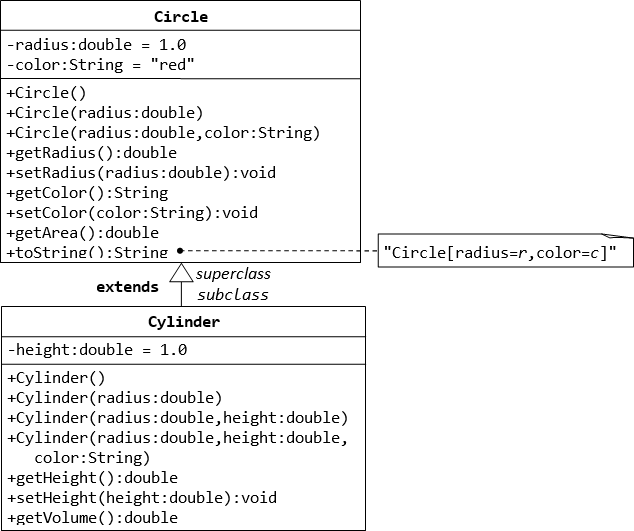 Circle
-radius:double = 1.0
-color:String = "red"
+Circle()
+Circle(radius:double)
+Circle(radius:double,color:String)
+getRadius():double
+setRadius(radius:double):void
+getColor():String
+setColor(color:String):void
+getArea():double
+toString():String
"Circle[radius=r,color=c]"
superclass
extends
subclass
Cylinder
-height:double = 1.0
+Cylinder()
+Cylinder(radius:double)
+Cylinder(radius:double,height:double)
+Cylinder(radius:double,height:double,
color:String)
+getHeight():double
+setHeight(height:double):void
+getVolume():double